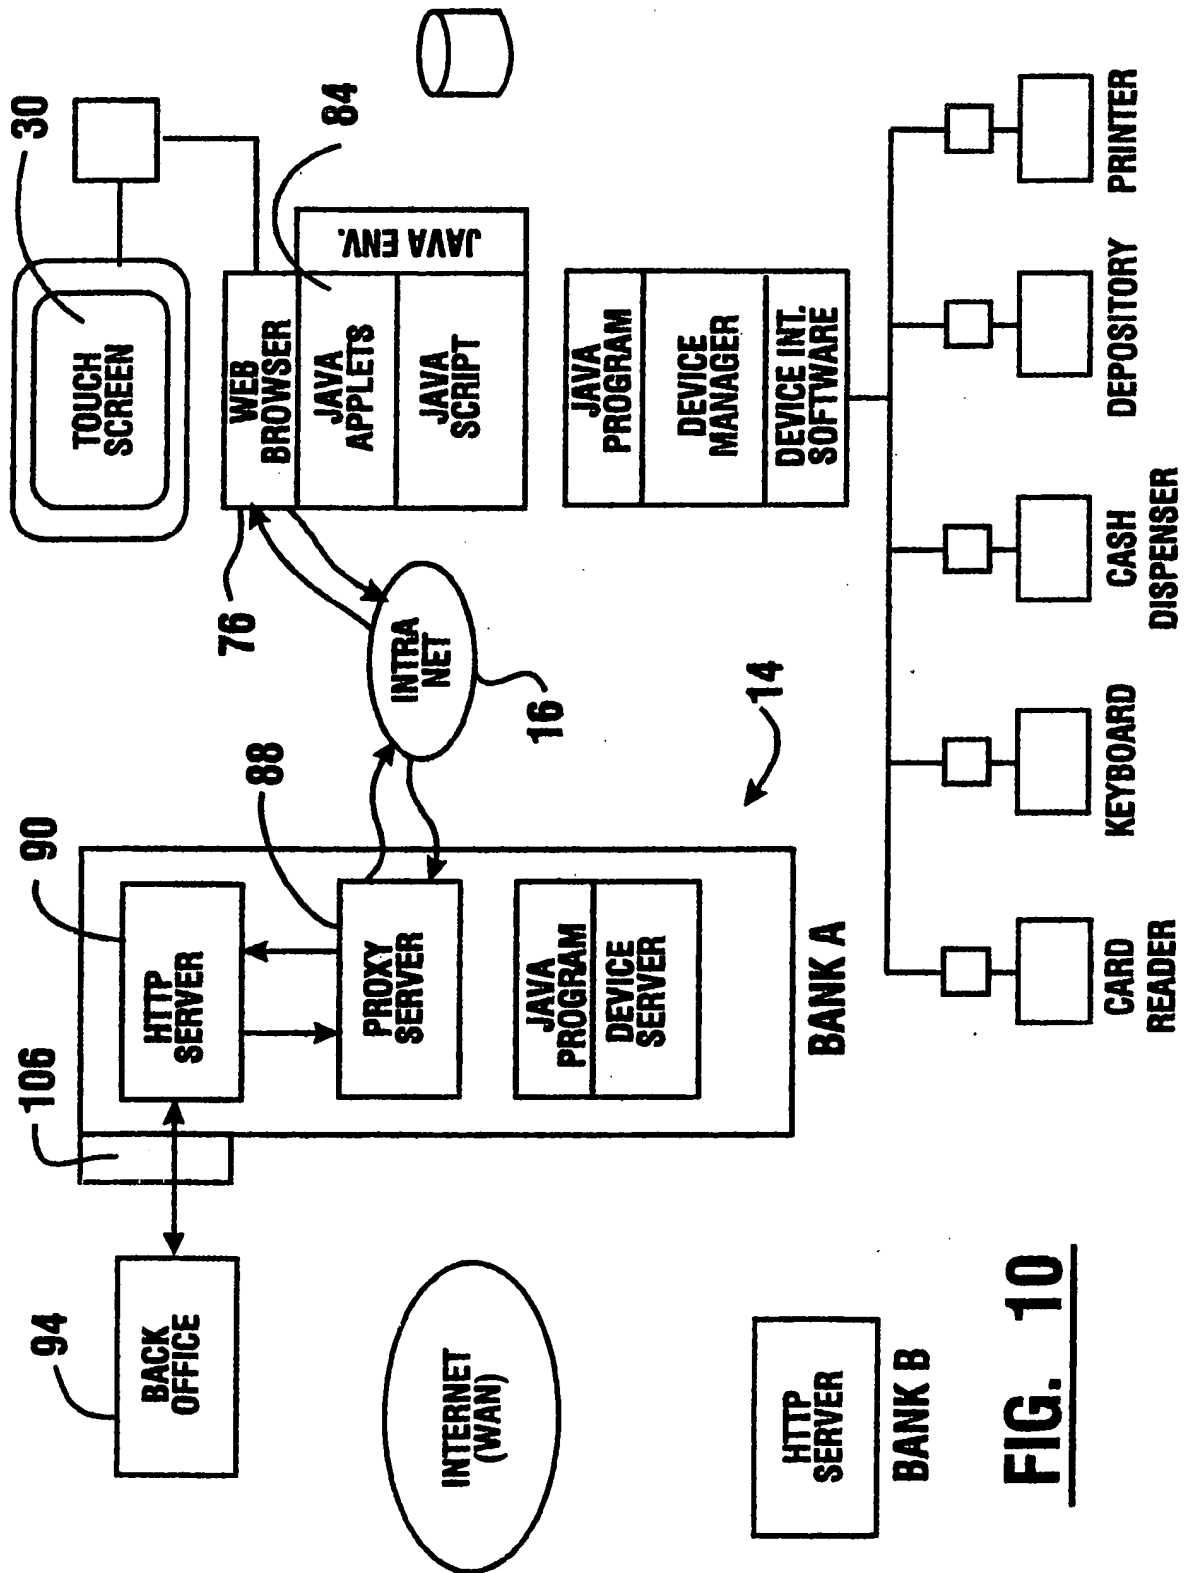 94
BACK
OFFICE
106
90
HTTP
SERVER
88
PROXY
SERVER
JAVA
PROGRAM
DEVICE
SERVER
BANK A
INTERNET
(WAN)
HTTP
SERVER
BANK B
INTRA
NET
16
14
76
30
TOUCH
SCREEN
WEB
BROWSER
JAVA
APPLETS
JAVA
SCRIPT
JAVA ENV.
84
JAVA
PROGRAM
DEVICE
MANAGER
DEVICE INT.
SOFTWARE
CARD
READER
KEYBOARD
CASH
DISPENSER
DEPOSITORY
PRINTER
FIG. 10